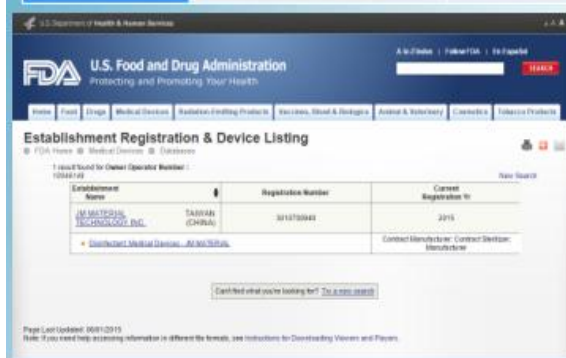 U.S. Department of Health & Human Services
A A A
FDA U.S. Food and Drug Administration
Protecting and Promoting Your Health
A to Z Index | Follow FDA | En Español
SEARCH
Home Food Drugs Medical Devices Radiation-Emitting Products Vaccines, Blood & Biologics Animal & Veterinary Cosmetics Tobacco Products
Establishment Registration & Device Listing
FDA Home Medical Devices Databases
1 result found for Owner Operator Number :
New Search
Establishment Name
Registration Number
Current Registration Yr
JM MATERIAL TECHNOLOGY INC.
TAIWAN (CHINA)
2015
Disinfectant, Medical Devices - JM MATERIAL
Contract Manufacturer; Contract Sterilizer; Manufacturer
Can't find what you're looking for? Try a new search
Page Last Updated: 06/01/2015
Note: If you need help accessing information in different file formats, see Instructions for Downloading Viewers and Players.